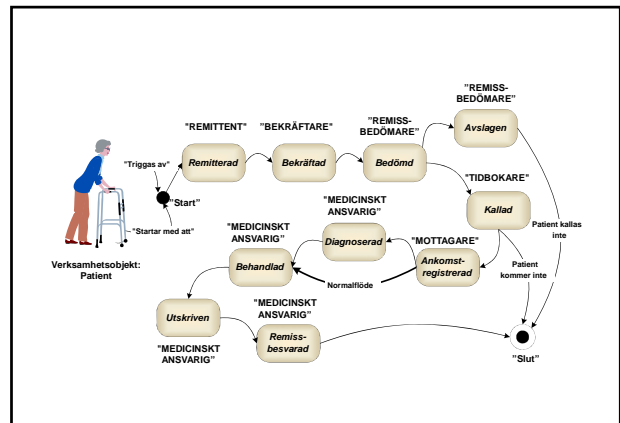 "REMISS-
BEDÖMARE"
"REMITTENT"
"BEKRÄFTARE"
"REMISS-
BEDÖMARE"
Avslagen
Remitterad
Bekräftad
Bedömd
"Triggas av"
"Start"
"Startar med att"
"TIDBOKARE"
Kallad
"MEDICINSKT
ANSVARIG"
"MEDICINSKT
ANSVARIG"
Diagnoserad
"MOTTAGARE"
Patient kallas
inte
Behandlad
Ankomst-
registrerad
Patient
kommer inte
Verksamhetsobjekt:
Patient
Normalflöde
Utskriven
"MEDICINSKT
ANSVARIG"
Remiss-
besvarad
"MEDICINSKT
ANSVARIG"
"Slut"